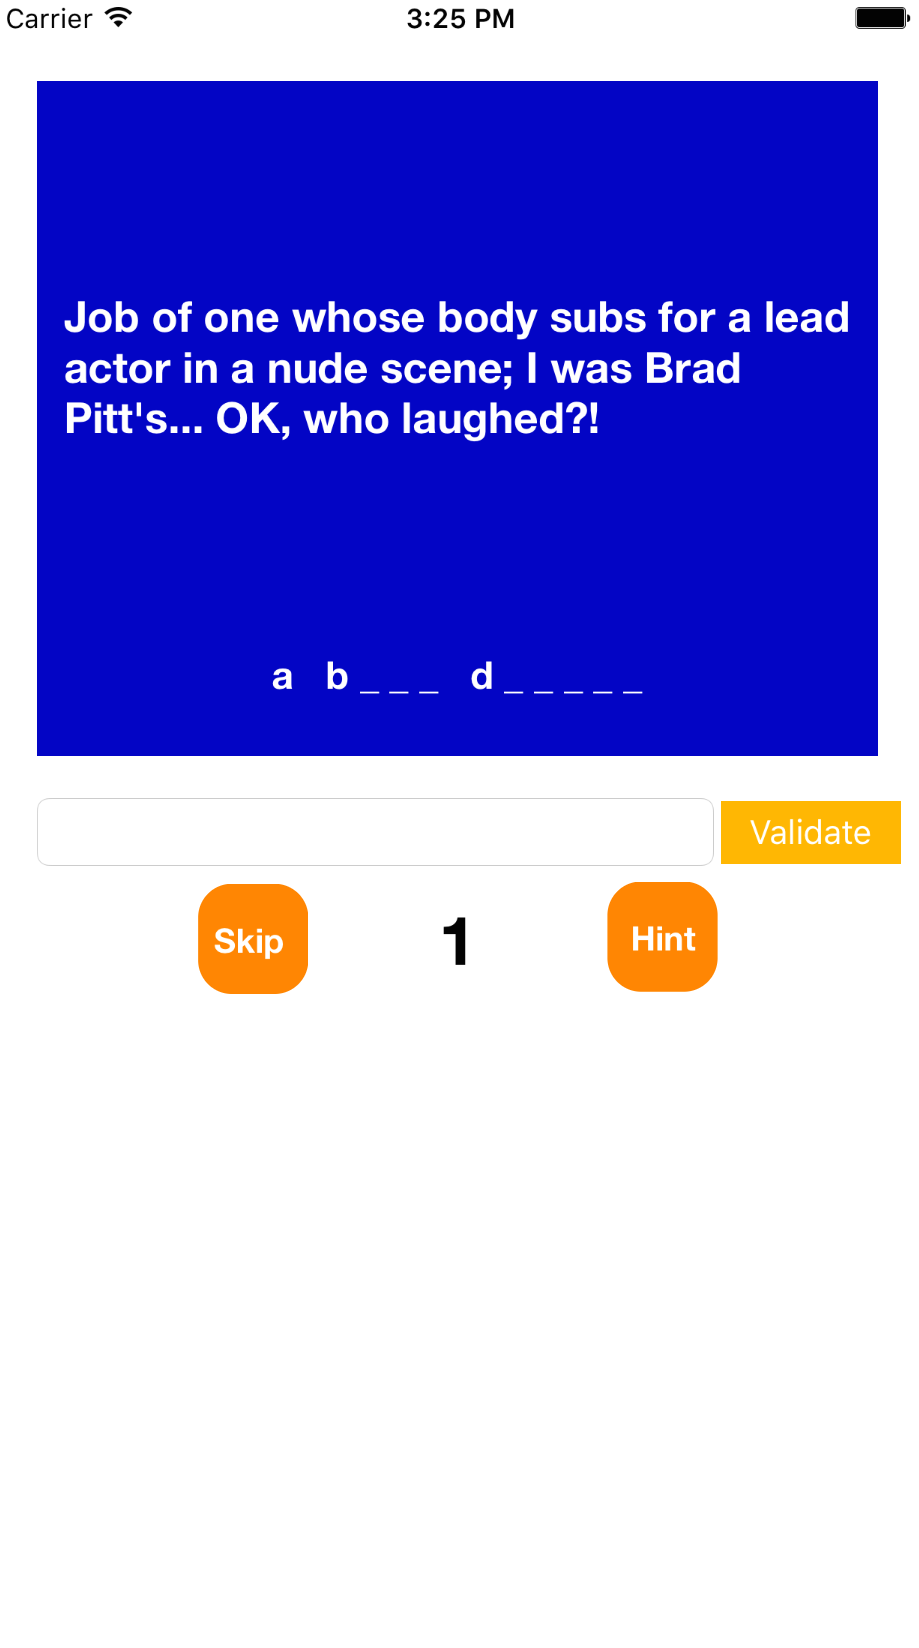 Carrier 3:25 PM
Job of one whose body subs for a lead
actor in a nude scene; I was Brad
Pitt's... OK, who laughed?!
a b _ _ _ d _ _ _ _ _
Validate
Skip 1 Hint